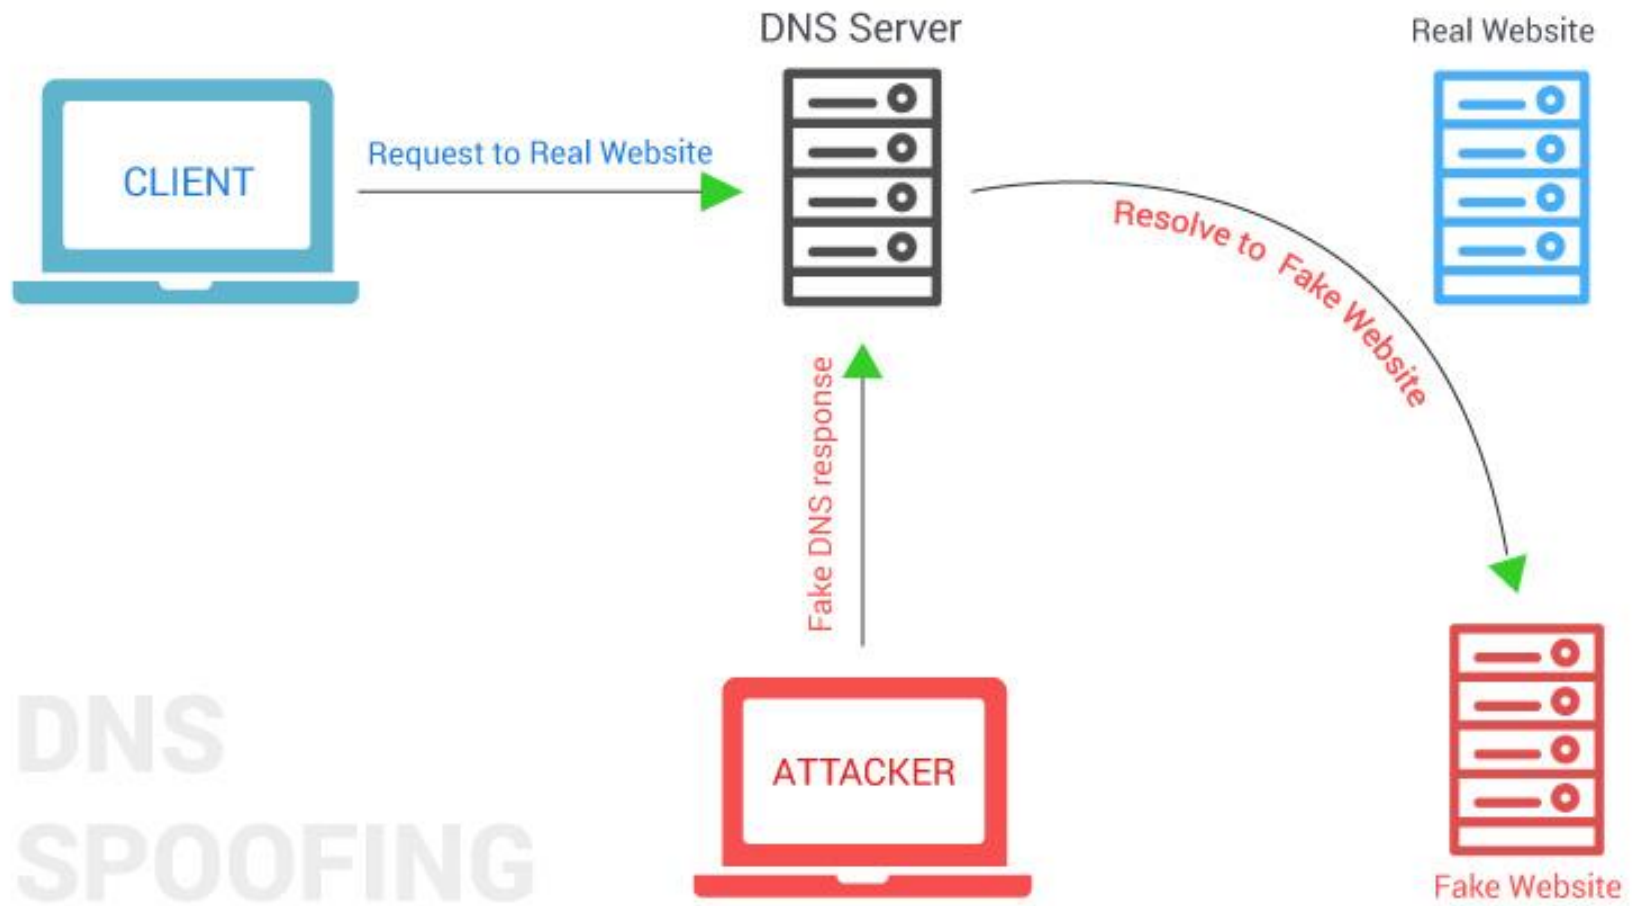 DNS Server
Real Website
CLIENT
Request to Real Website
Resolve to Fake Website
Fake DNS response
ATTACKER
DNS
SPOOFING
Fake Website